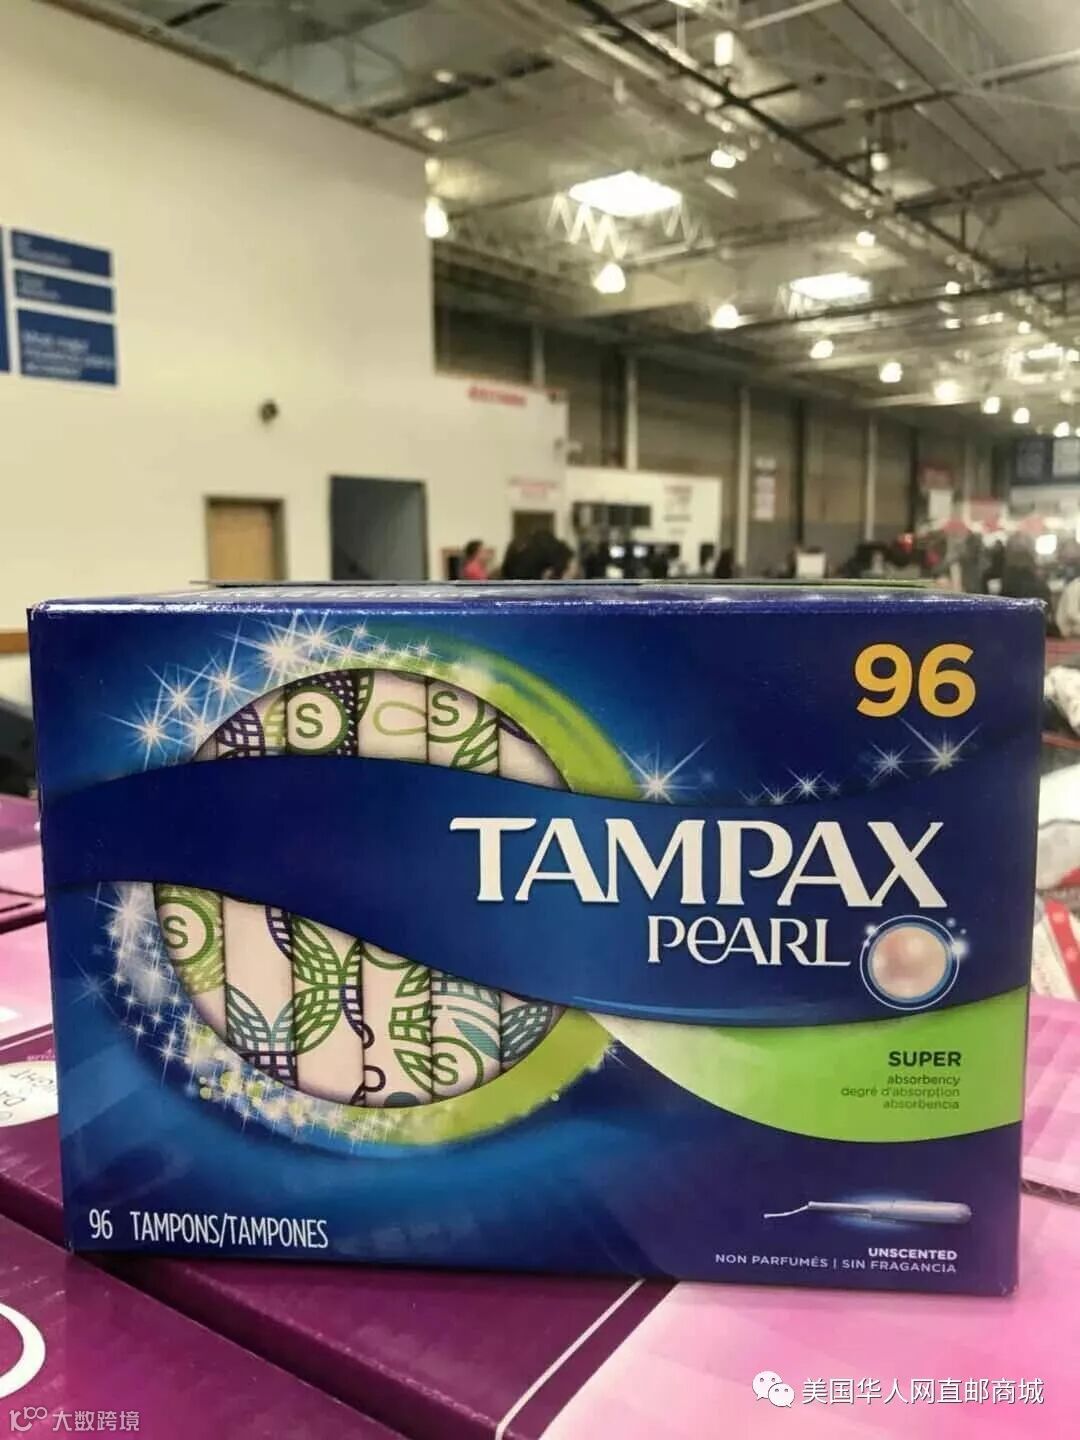 96
S
S
TAMPAX
PEARL
S
SUPER
absorbency
degré d'absorption
absorbencia
S
96 TAMPONS/TAMPONES
UNSCENTED
NON PARFUMÉS | SIN FRAGANCIA
美国华人网直邮商城
大数跨境